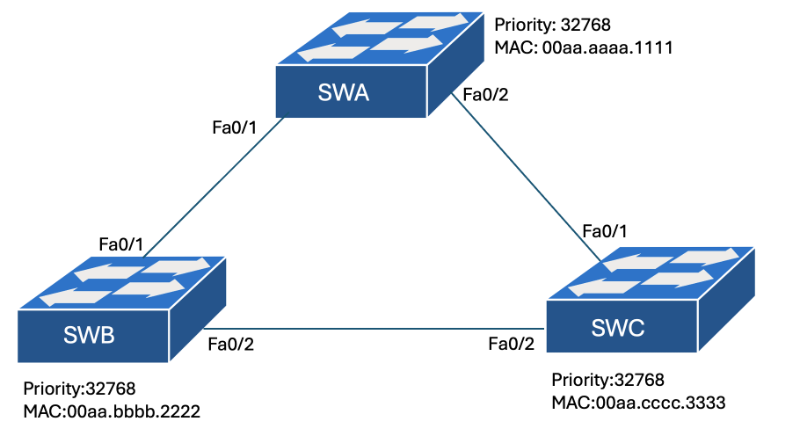 Priority: 32768
MAC: 00aa.aaaa.1111
SWA
Fa0/2
Fa0/1
Fa0/1
Fa0/1
SWB
SWC
Fa0/2
Fa0/2
Priority:32768
MAC:00aa.bbbb.2222
Priority:32768
MAC:00aa.cccc.3333